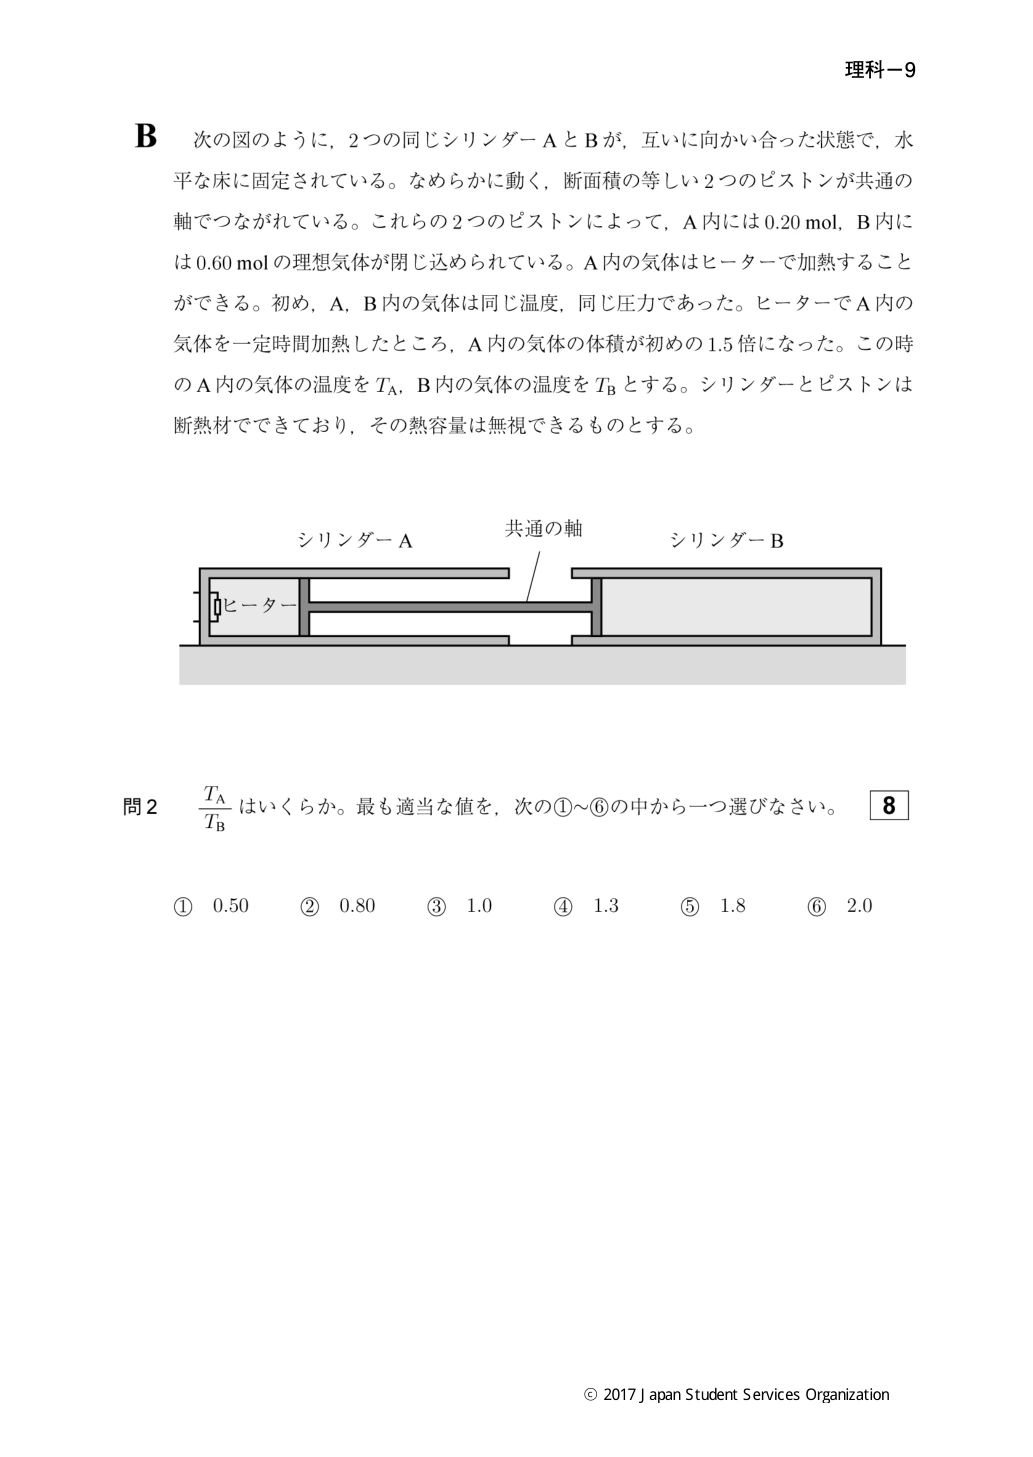 理科－9
B 次の図のように，2つの同じシリンダーAとBが，互いに向かい合った状態で，水
平な床に固定されている。なめらかに動く，断面積の等しい2つのピストンが共通の
軸でつながれている。これらの2つのピストンによって，A内には0.20 mol，B内に
は0.60 molの理想気体が閉じ込められている。A内の気体はヒーターで加熱すること
ができる。初め，A，B内の気体は同じ温度，同じ圧力であった。ヒーターでA内の
気体を一定時間加熱したところ，A内の気体の体積が初めの1.5倍になった。この時
のA内の気体の温度をT_A，B内の気体の温度をT_Bとする。シリンダーとピストンは
断熱材でできており，その熱容量は無視できるものとする。
共通の軸
シリンダーA
シリンダーB
ヒーター
問2 T_A/T_B はいくらか。最も適当な値を，次の①～⑥の中から一つ選びなさい。 8
① 0.50 ② 0.80 ③ 1.0 ④ 1.3 ⑤ 1.8 ⑥ 2.0
© 2017 Japan Student Services Organization